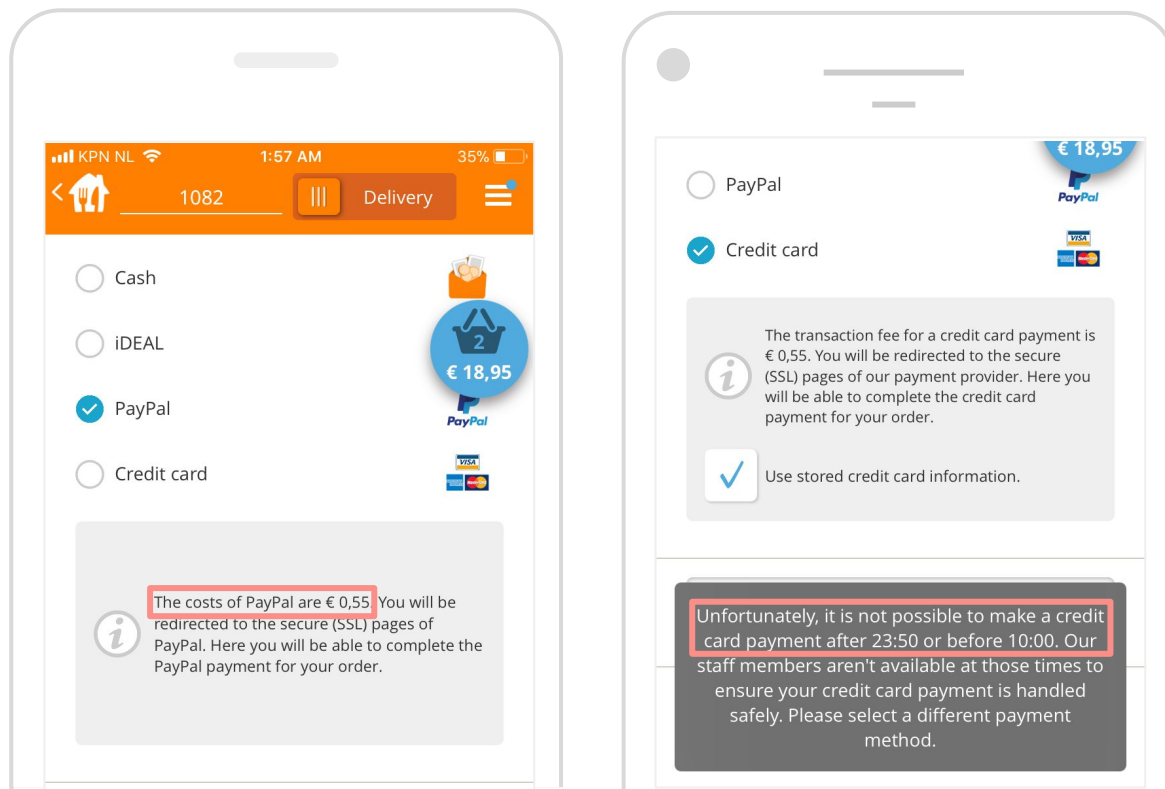 KPN NL 1:57 AM 35%
1082 Delivery
Cash
iDEAL
2
€ 18,95
PayPal
PayPal
Credit card
VISA
The costs of PayPal are € 0,55. You will be
redirected to the secure (SSL) pages of
PayPal. Here you will be able to complete the
PayPal payment for your order.
€ 18,95
PayPal
PayPal
Credit card
VISA
The transaction fee for a credit card payment is
€ 0,55. You will be redirected to the secure
(SSL) pages of our payment provider. Here you
will be able to complete the credit card
payment for your order.
Use stored credit card information.
Unfortunately, it is not possible to make a credit
card payment after 23:50 or before 10:00. Our
staff members aren't available at those times to
ensure your credit card payment is handled
safely. Please select a different payment
method.